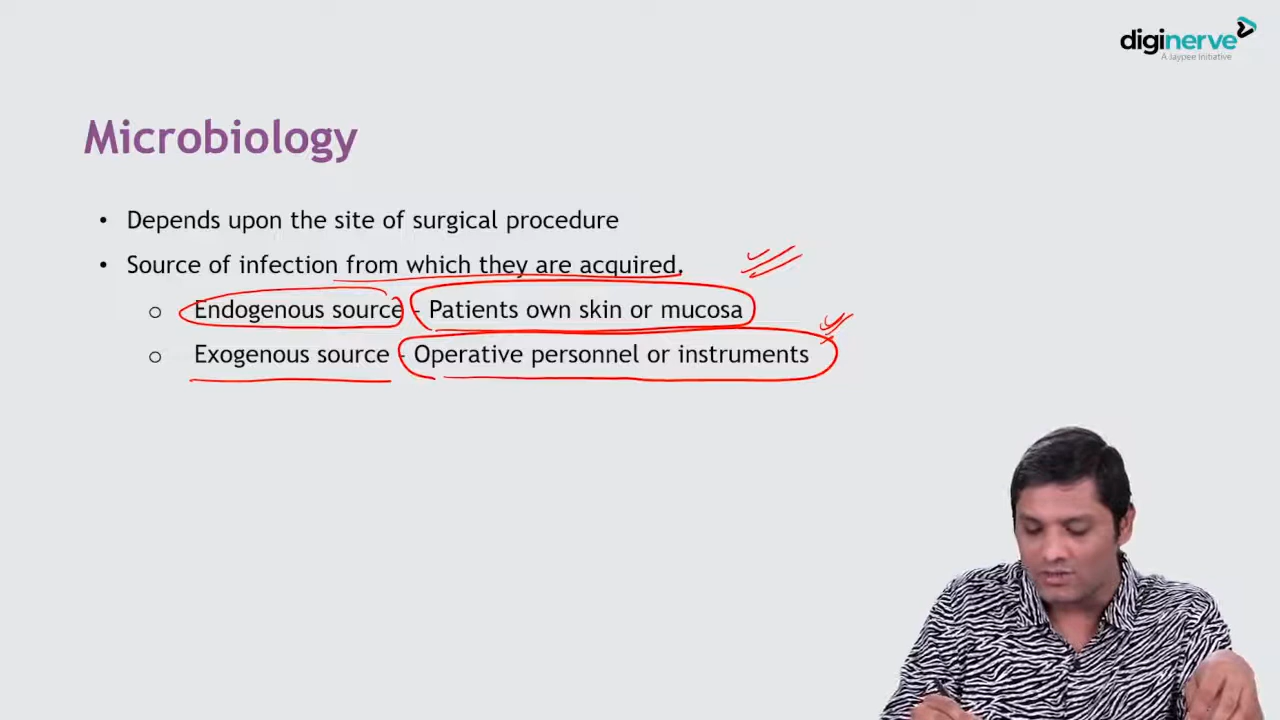 diginerve
A Jaypee Initiative
Microbiology
• Depends upon the site of surgical procedure
• Source of infection from which they are acquired.
o Endogenous source - Patients own skin or mucosa
o Exogenous source - Operative personnel or instruments